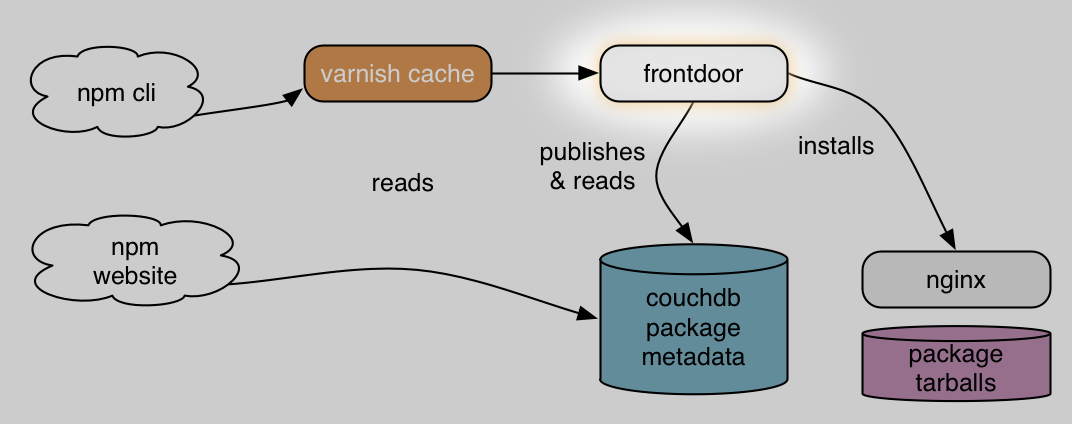 npm cli
varnish cache
frontdoor
publishes
& reads
installs
reads
npm
website
couchdb
package
metadata
nginx
package
tarballs